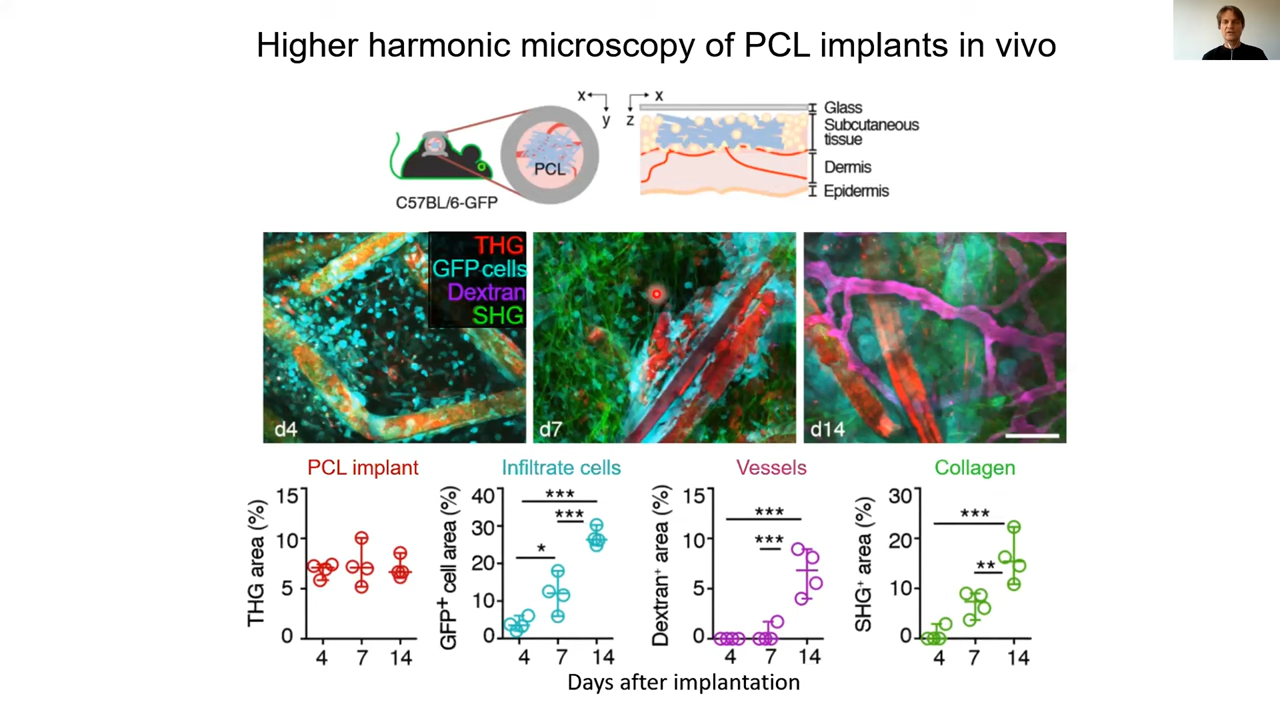 Higher harmonic microscopy of PCL implants in vivo
x
y
x
z
PCL
C57BL/6-GFP
Glass
Subcutaneous
tissue
Dermis
Epidermis
THG
GFP cells
Dextran
SHG
d4
d7
d14
PCL implant
THG area (%)
15
10
5
0
4 7 14
Infiltrate cells
GFP⁺ cell area (%)
40
30
20
10
0
***
***
*
4 7 14
Vessels
Dextran⁺ area (%)
15
10
5
0
***
***
4 7 14
Collagen
SHG⁺ area (%)
30
20
10
0
***
**
4 7 14
Days after implantation